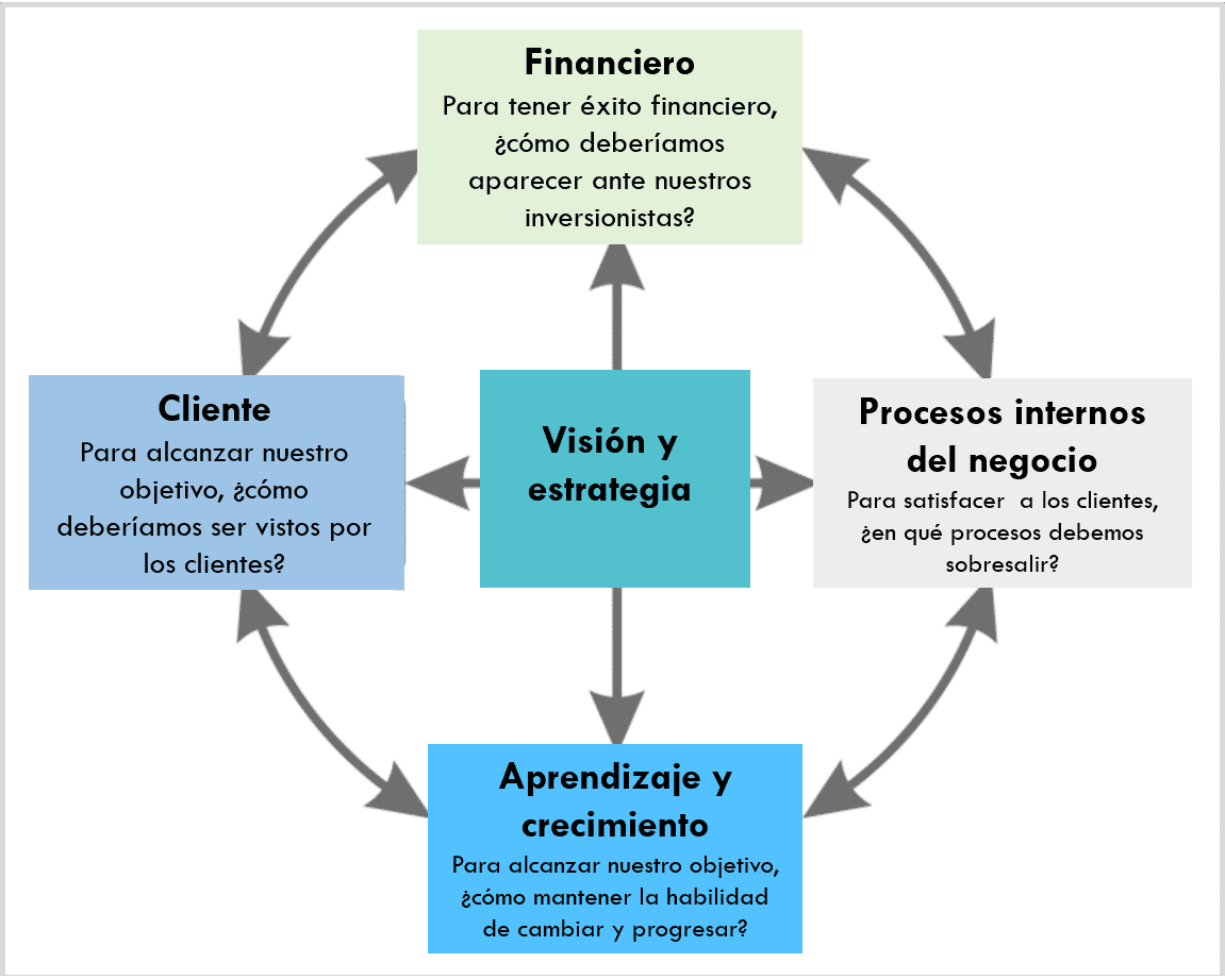 Financiero
Para tener éxito financiero,
¿cómo deberíamos
aparecer ante nuestros
inversionistas?
Cliente
Para alcanzar nuestro
objetivo, ¿cómo
deberíamos ser vistos por
los clientes?
Visión y
estrategia
Procesos internos
del negocio
Para satisfacer  a los clientes,
¿en qué procesos debemos
sobresalir?
Aprendizaje y
crecimiento
Para alcanzar nuestro objetivo,
¿cómo mantener la habilidad
de cambiar y progresar?